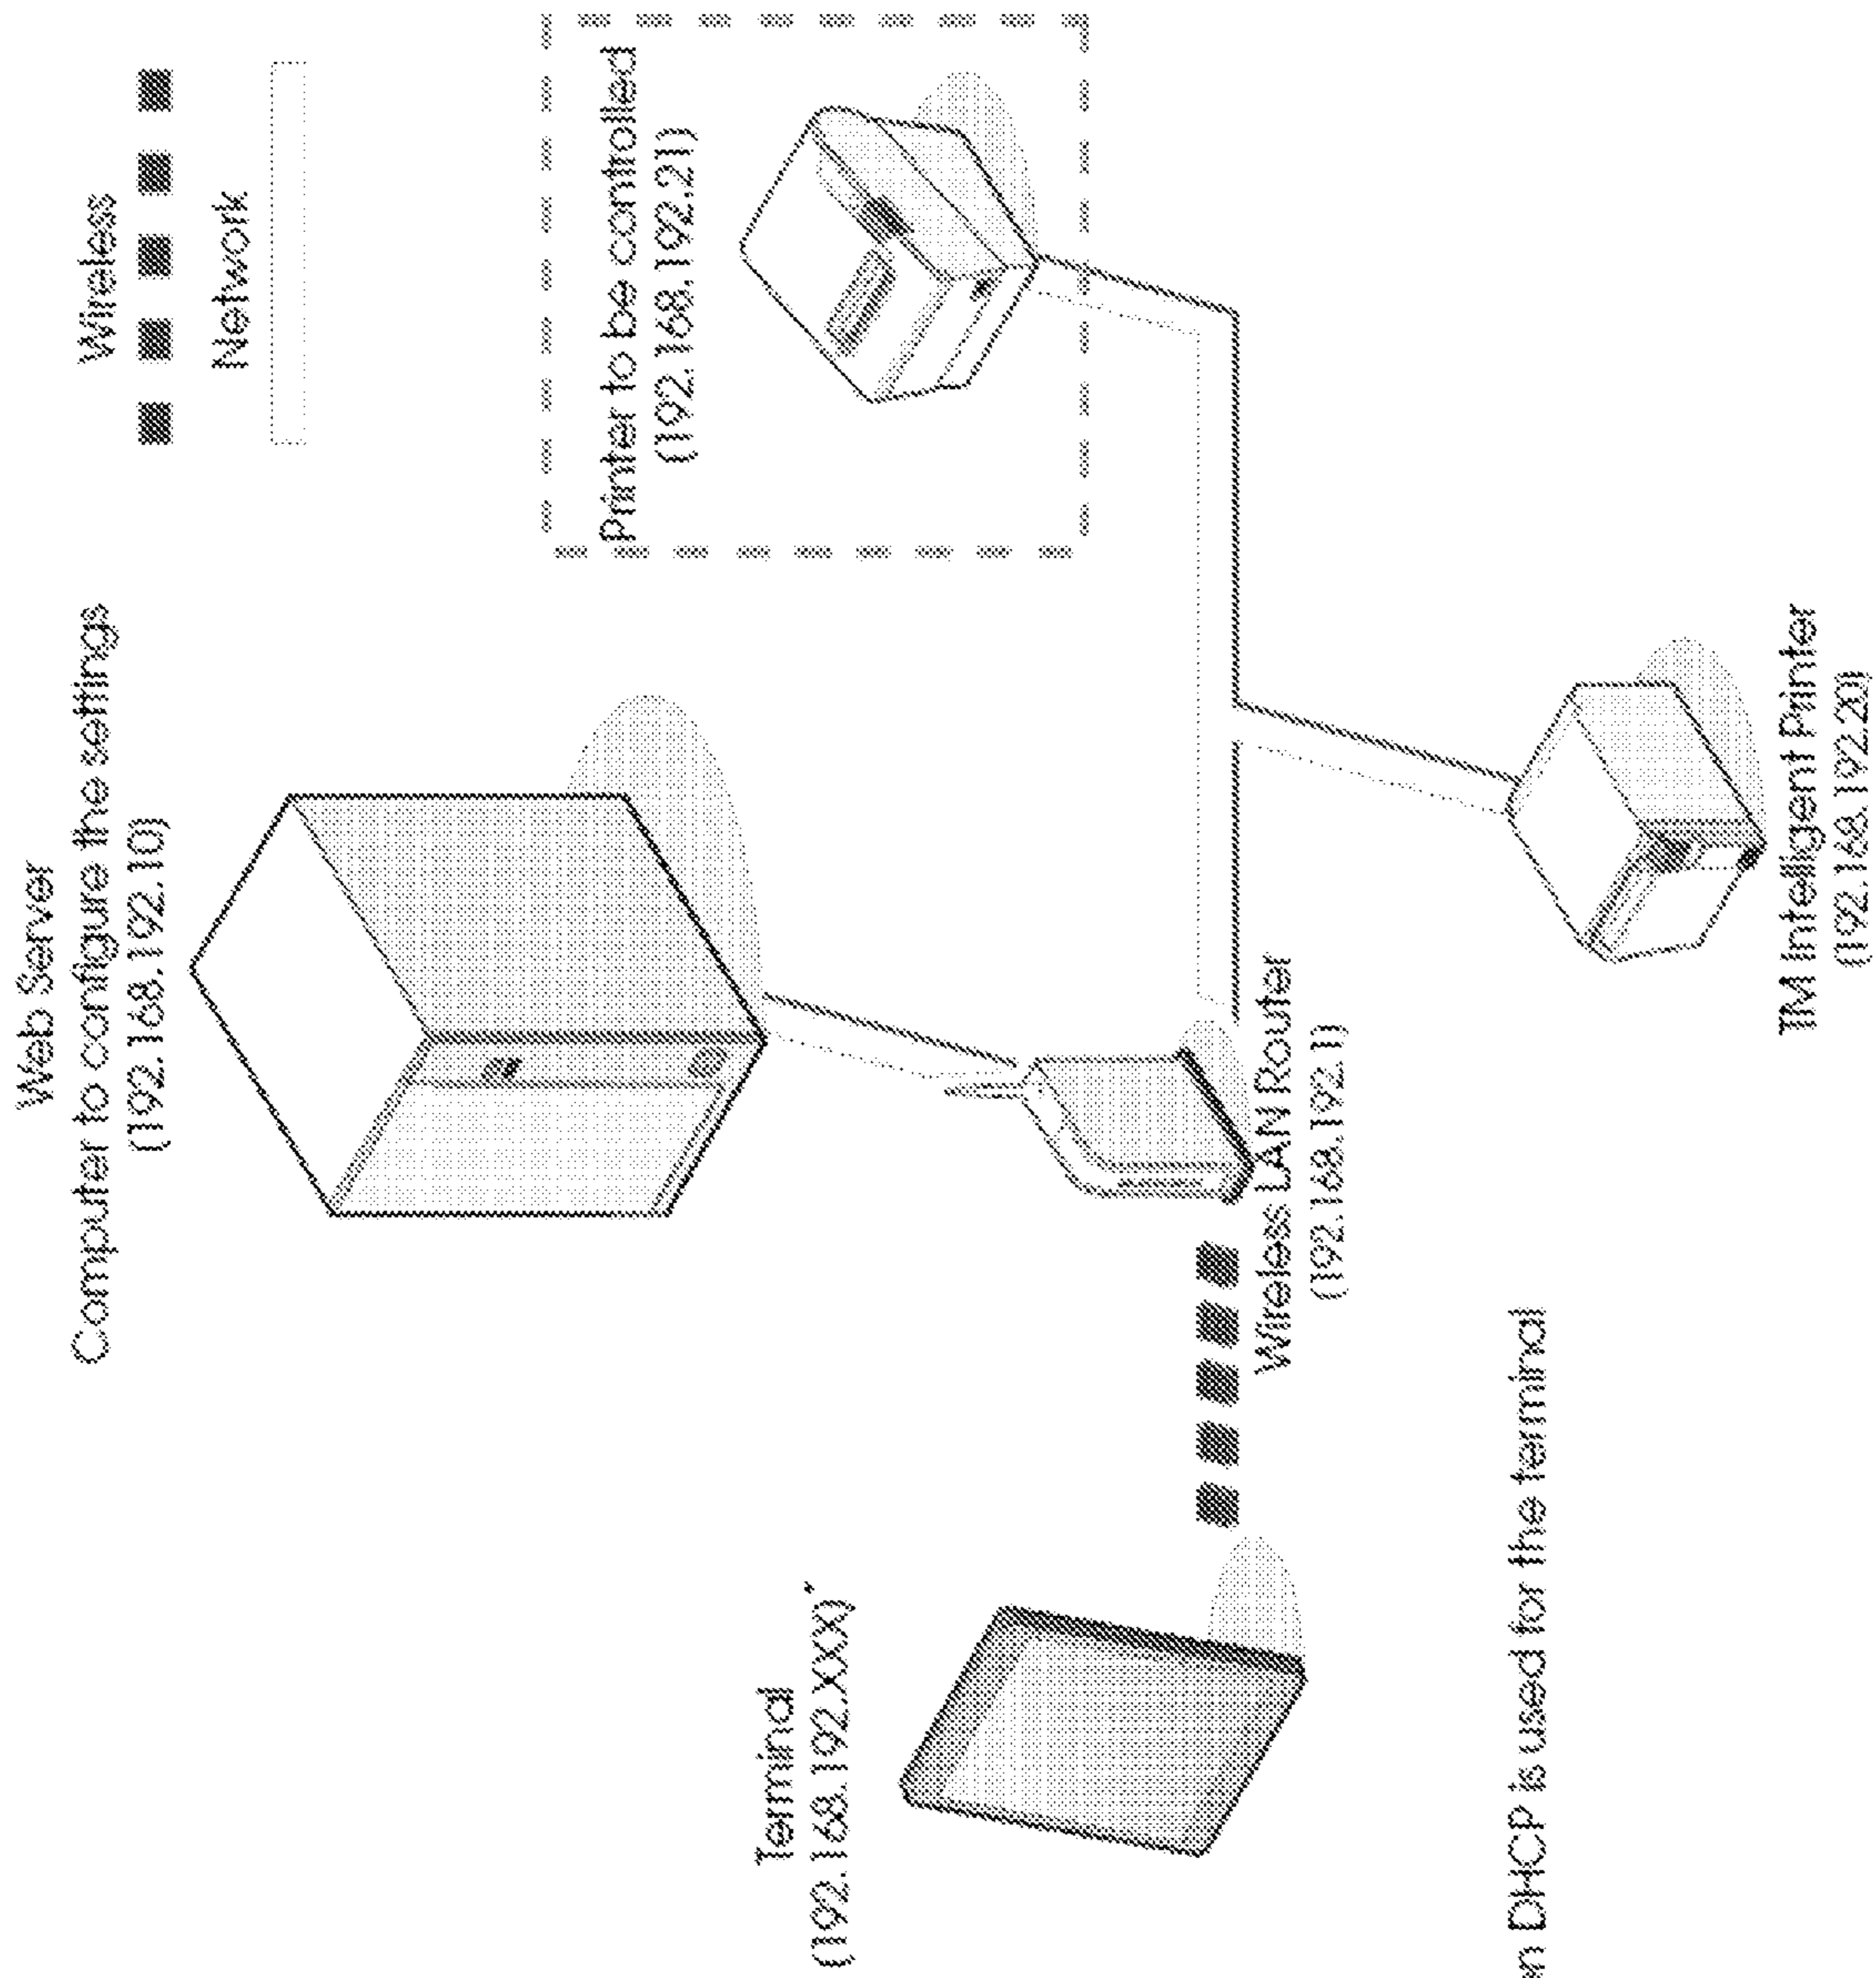 Web Server
Computer to configure the settings
(192.168.192.10)
Wireless
Network
Printer to be controlled
(192.168.192.21)
Terminal
(192.168.192.XXX)*
Wireless LAN Router
(192.168.192.1)
TM Intelligent Printer
(192.168.192.20)
DHCP is used for the terminal